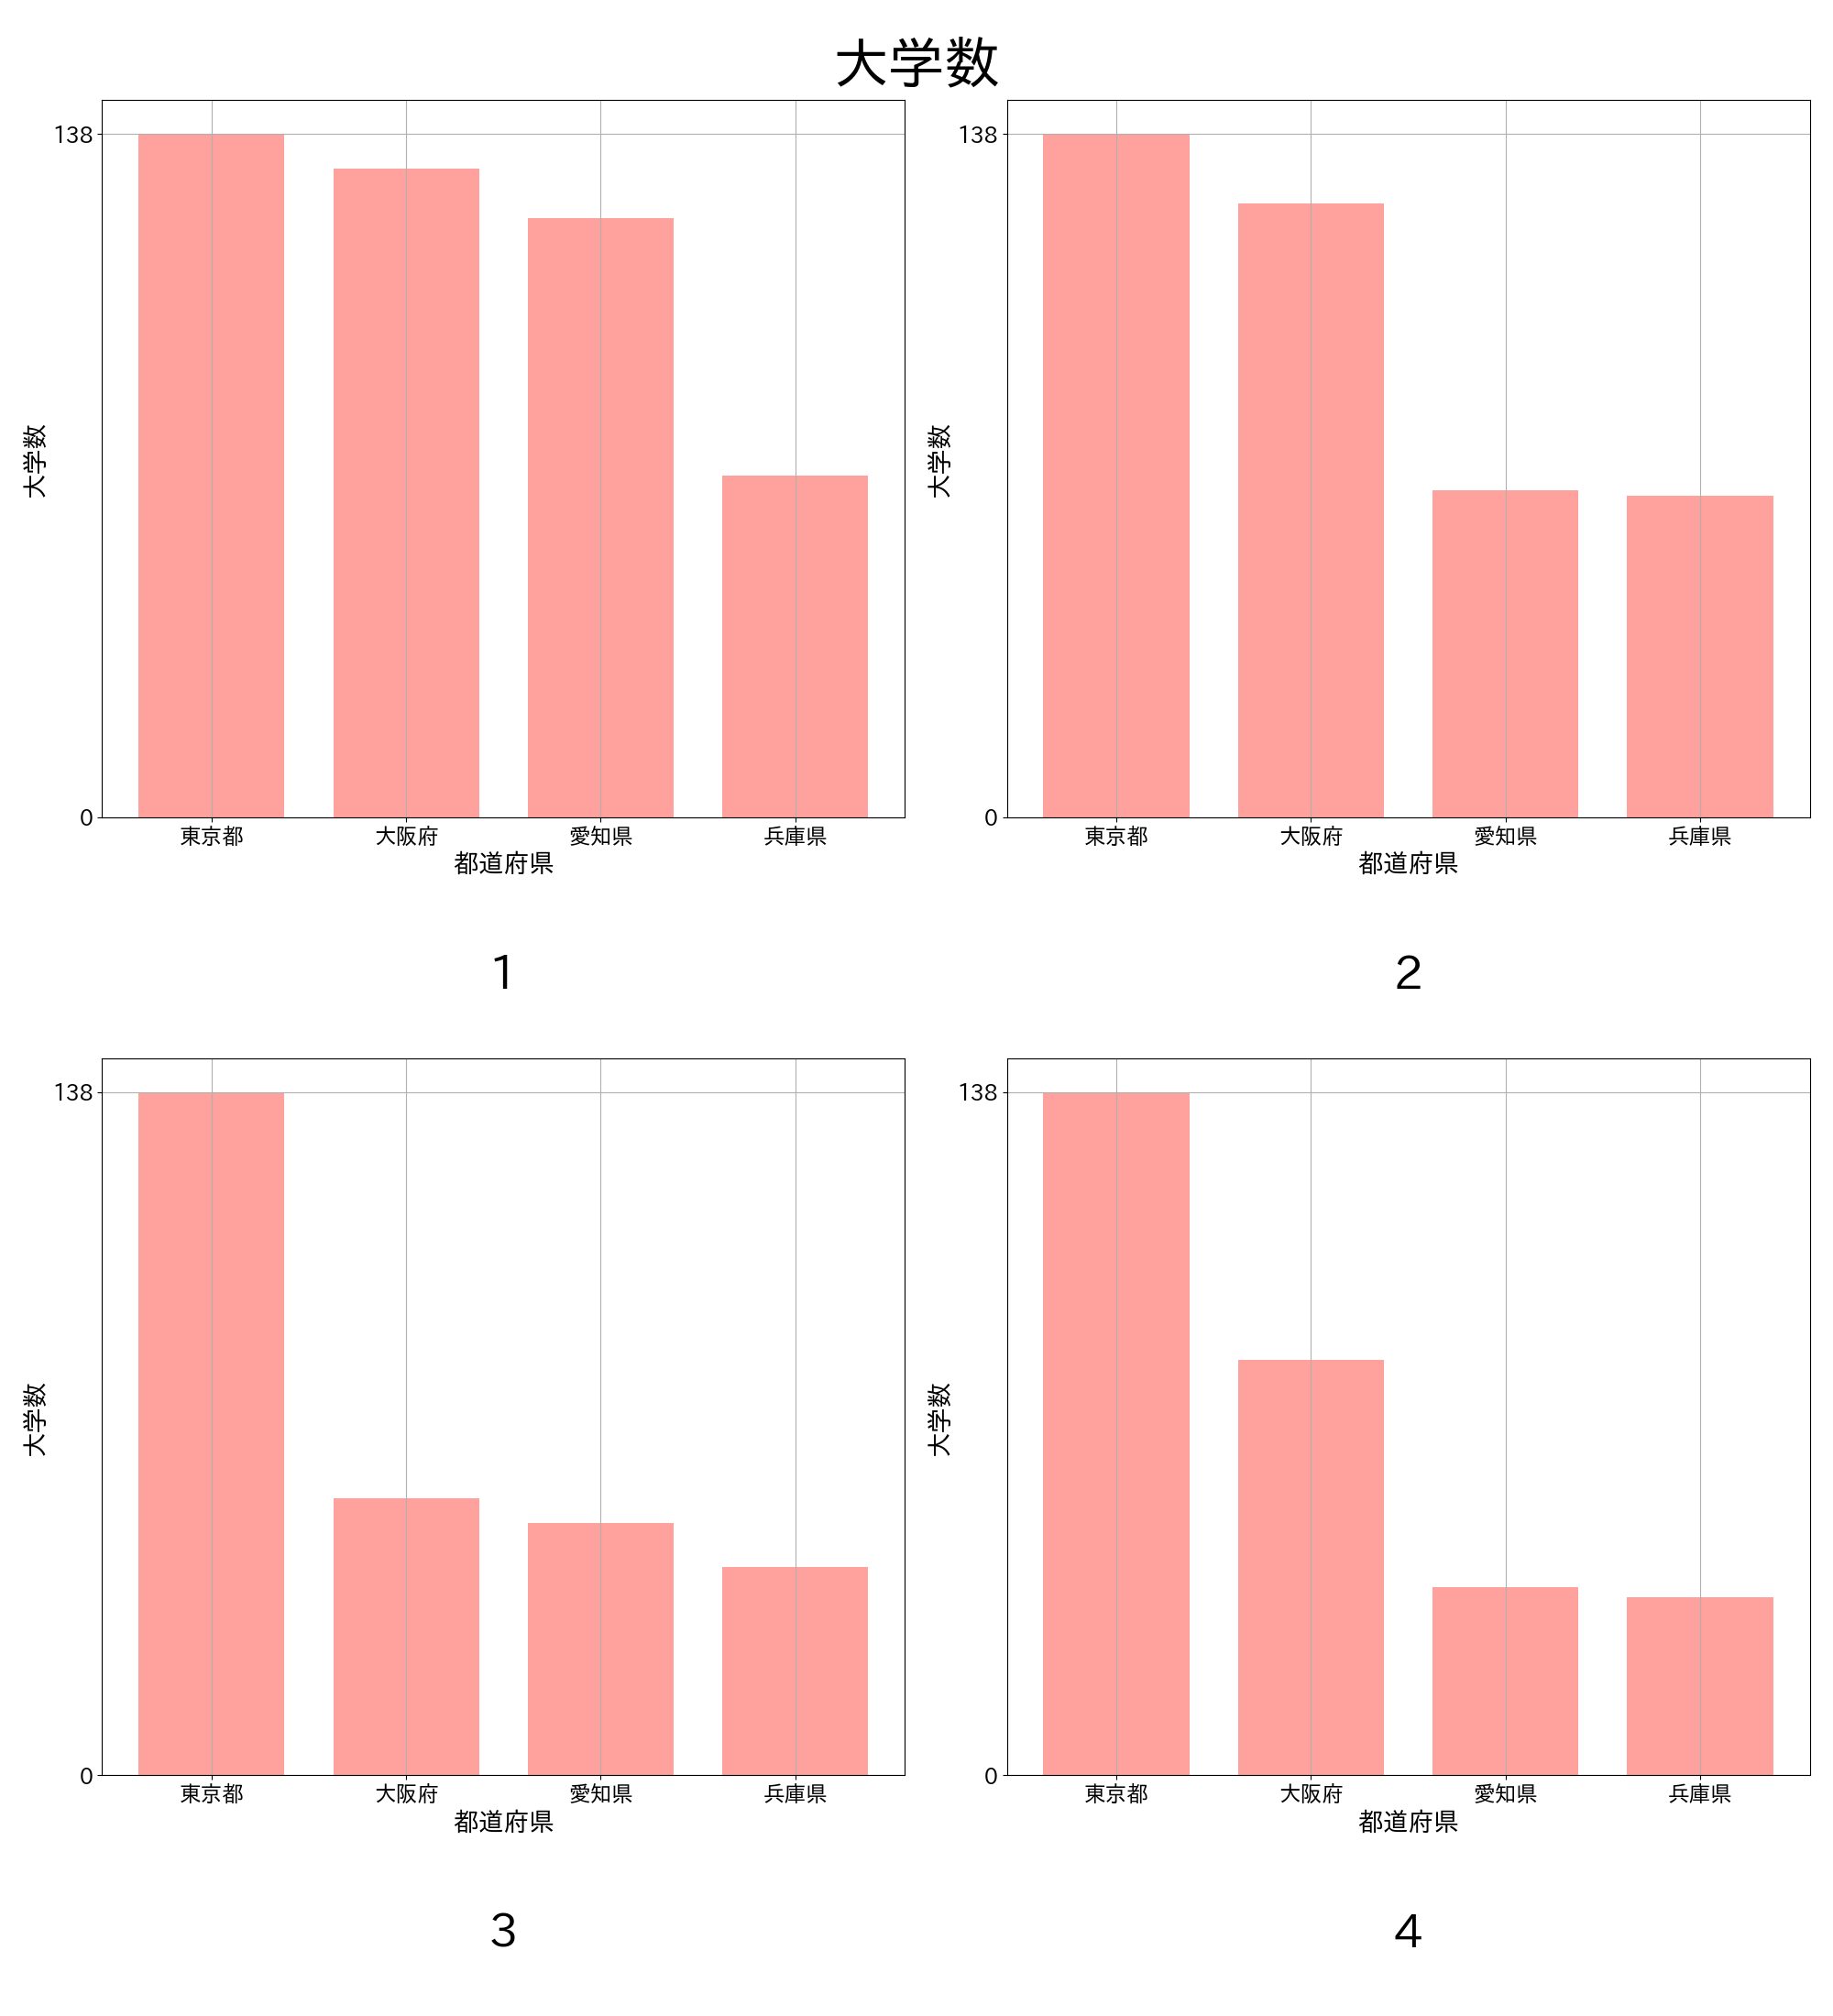 大学数
138
大学数
0
東京都 大阪府 愛知県 兵庫県
都道府県
1
138
大学数
0
東京都 大阪府 愛知県 兵庫県
都道府県
2
138
大学数
0
東京都 大阪府 愛知県 兵庫県
都道府県
3
138
大学数
0
東京都 大阪府 愛知県 兵庫県
都道府県
4